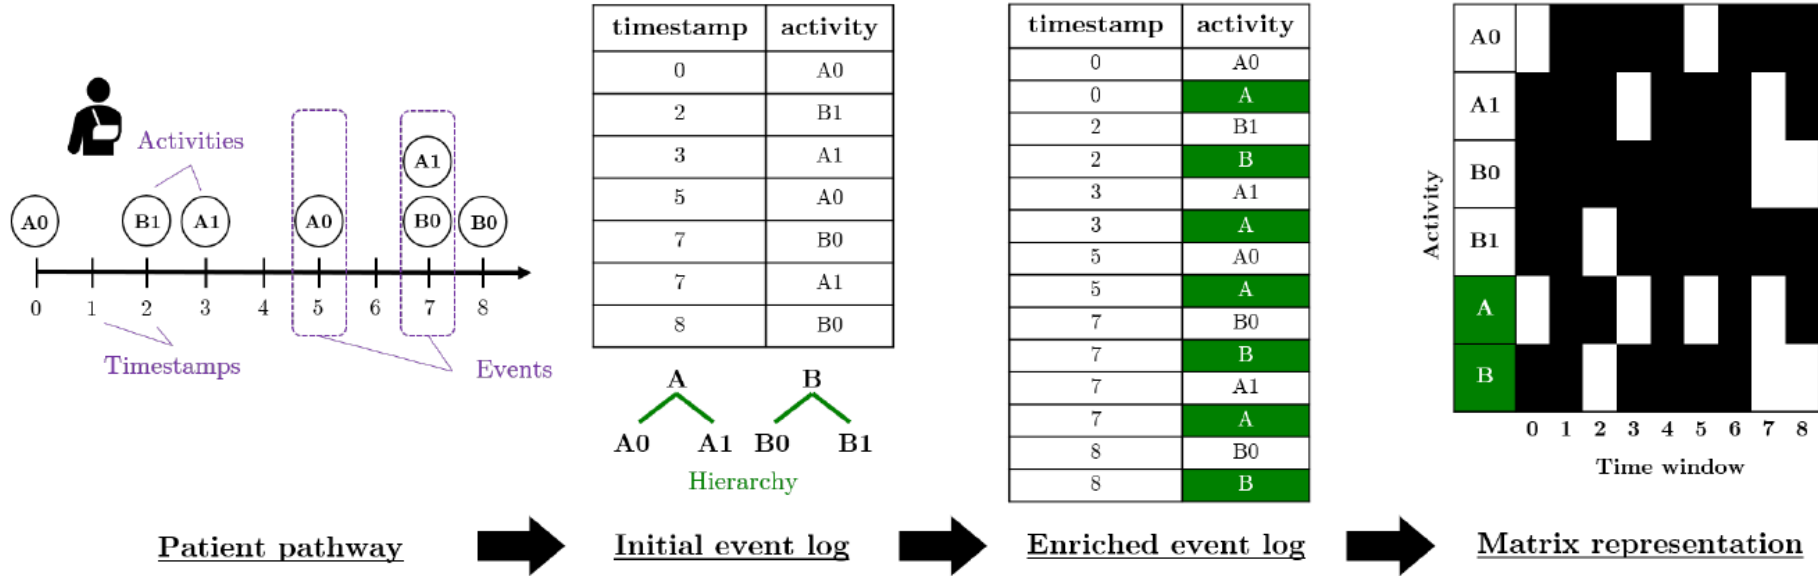 Activities
A0
B1
A1
A0
A1
B0
B0
0 1 2 3 4 5 6 7 8
Timestamps
Events
Patient pathway
timestamp activity
0 A0
2 B1
3 A1
5 A0
7 B0
7 A1
8 B0
A B
A0 A1 B0 B1
Hierarchy
Initial event log
timestamp activity
0 A0
0 A
2 B1
2 B
3 A1
3 A
5 A0
5 A
7 B0
7 B
7 A1
7 A
8 B0
8 B
Enriched event log
Activity
A0
A1
B0
B1
A
B
0 1 2 3 4 5 6 7 8
Time window
Matrix representation